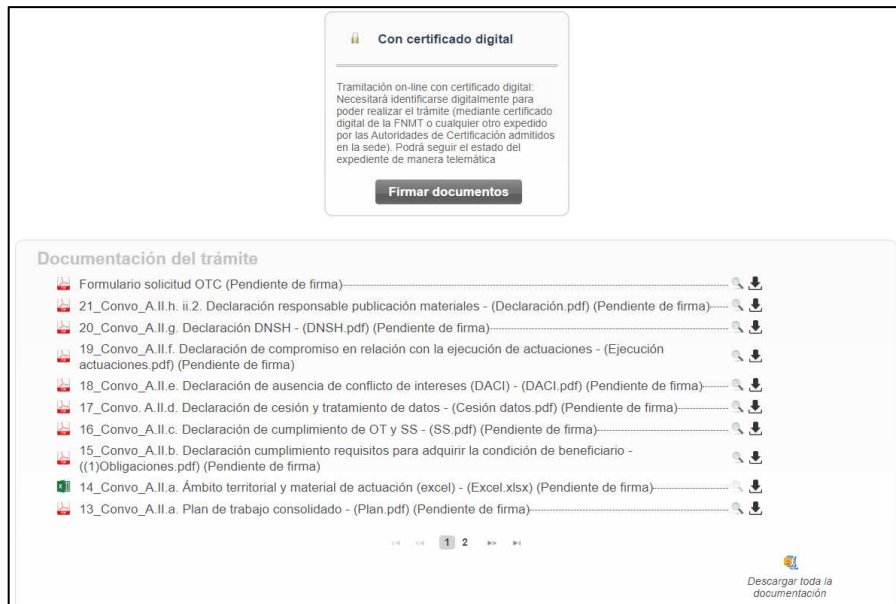 Con certificado digital
Tramitación on-line con certificado digital:
Necesitará identificarse digitalmente para
poder realizar el trámite (mediante certificado
digital de la FNMT o cualquier otro expedido
por las Autoridades de Certificación admitidos
en la sede). Podrá seguir el estado del
expediente de manera telemática
Firmar documentos
Documentación del trámite
Formulario solicitud OTC (Pendiente de firma)
21_Convo_A.II.h. ii.2. Declaración responsable publicación materiales - (Declaración.pdf) (Pendiente de firma)
20_Convo_A.II.g. Declaración DNSH - (DNSH.pdf) (Pendiente de firma)
19_Convo_A.II.f. Declaración de compromiso en relación con la ejecución de actuaciones - (Ejecución
actuaciones.pdf) (Pendiente de firma)
18_Convo_A.II.e. Declaración de ausencia de conflicto de intereses (DACI) - (DACI.pdf) (Pendiente de firma)
17_Convo. A.II.d. Declaración de cesión y tratamiento de datos - (Cesión datos.pdf) (Pendiente de firma)
16_Convo_A.II.c. Declaración de cumplimiento de OT y SS - (SS.pdf) (Pendiente de firma)
15_Convo_A.II.b. Declaración cumplimiento requisitos para adquirir la condición de beneficiario -
((1)Obligaciones.pdf) (Pendiente de firma)
14_Convo_A.II.a. Ámbito territorial y material de actuación (excel) - (Excel.xlsx) (Pendiente de firma)
13_Convo_A.II.a. Plan de trabajo consolidado - (Plan.pdf) (Pendiente de firma)
1 2
Descargar toda la
documentación